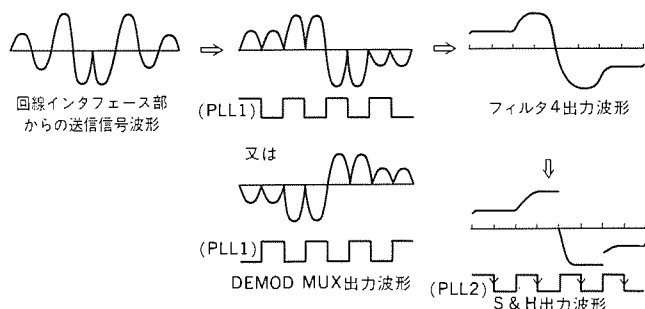 回線インタフェース部
からの送信信号波形
(PLL1)
又は
(PLL1)
DEMOD MUX出力波形
フィルタ4出力波形
(PLL2)
S & H出力波形